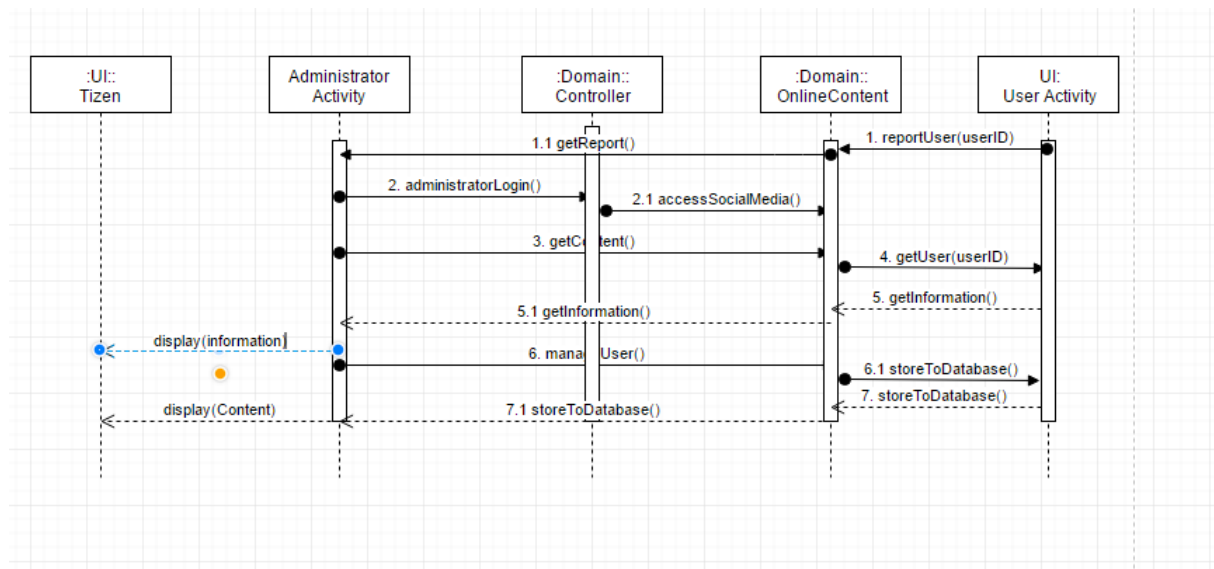 :UI::
Tizen
Administrator
Activity
:Domain::
Controller
:Domain::
OnlineContent
UI:
User Activity
1. reportUser(userID)
1.1 getReport()
2. administratorLogin()
2.1 accessSocialMedia()
3. getContent()
4. getUser(userID)
5. getInformation()
5.1 getInformation()
display(information)
6. manageUser()
6.1 storeToDatabase()
7. storeToDatabase()
display(Content)
7.1 storeToDatabase()